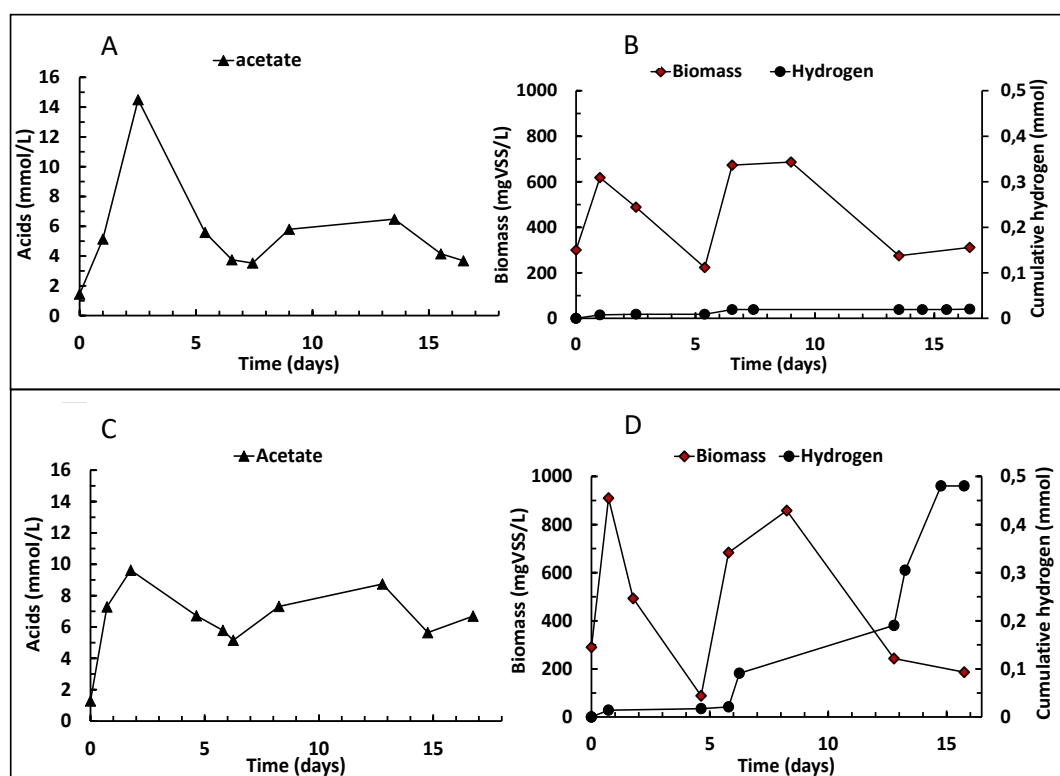 A
acetate
Acids (mmol/L)
16
14
12
10
8
6
4
2
0
0 5 10 15
Time (days)
B
Biomass Hydrogen
Biomass (mgVSS/L)
1000
800
600
400
200
0
0,5
0,4
0,3
0,2
0,1
0
Cumulative hydrogen (mmol)
0 5 10 15
Time (days)
C
Acetate
Acids (mmol/L)
16
14
12
10
8
6
4
2
0
0 5 10 15
Time (days)
D
Biomass Hydrogen
Biomass (mgVSS/L)
1000
800
600
400
200
0
0,5
0,4
0,3
0,2
0,1
0
Cumulative hydrogen (mmol)
0 5 10 15
Time (days)